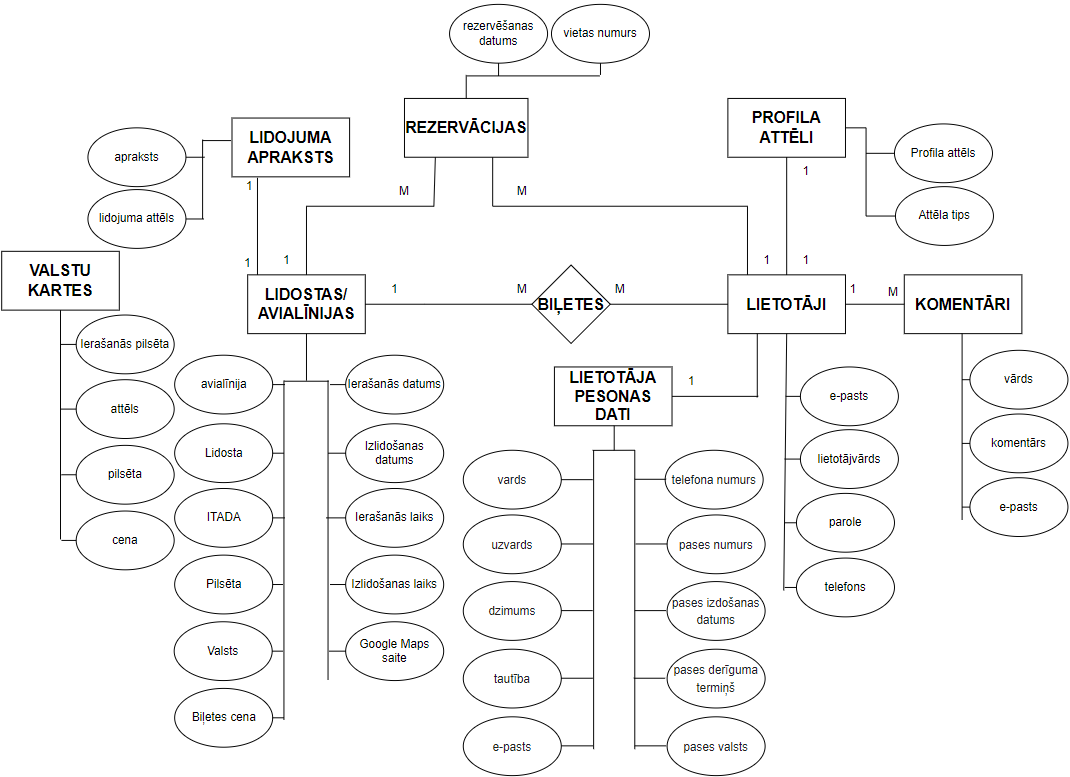 rezervēšanas
datums
vietas numurs
REZERVĀCIJAS
PROFILA
ATTĒLI
LIDOJUMA
APRAKSTS
apraksts
lidojuma attēls
Profila attēls
Attēla tips
1
M
M
1
VALSTU
KARTES
1
1
1
1
LIDOSTAS/
AVIALĪNIJAS
1
M
BIĻETES
M
LIETOTĀJI
1
M
KOMENTĀRI
Ierašanās pilsēta
attēls
pilsēta
cena
avialīnija
Ierašanās datums
Lidosta
Izlidošanas
datums
ITADA
Ierašanās laiks
Pilsēta
Izlidošanas laiks
Valsts
Google Maps
saite
Biļetes cena
LIETOTĀJA
PESONAS
DATI
1
vards
telefona numurs
uzvards
pases numurs
dzimums
pases izdošanas
datums
tautība
pases derīguma
termiņš
e-pasts
pases valsts
e-pasts
lietotājvārds
parole
telefons
vārds
komentārs
e-pasts